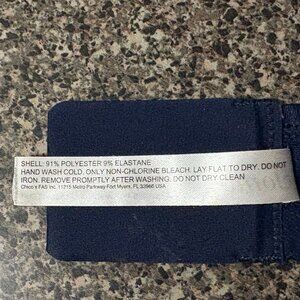 SHELL: 91% POLYESTER 9% ELASTANE
HAND WASH COLD. ONLY NON-CHLORINE BLEACH. LAY FLAT TO DRY. DO NOT
IRON. REMOVE PROMPTLY AFTER WASHING. DO NOT DRY CLEAN
Chico's FAS Inc. 11215 Metro Parkway Fort Myers, FL 33966 USA